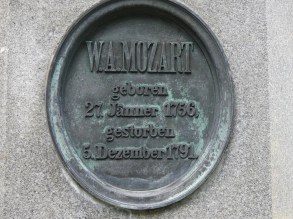 W.A.MOZART
geboren
27. Jänner 1756,
gestorben
5. Dezember 1791.